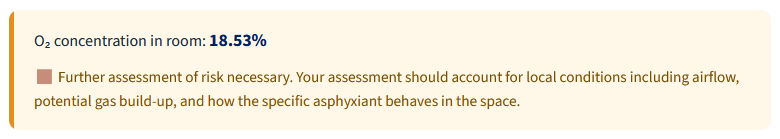 O₂ concentration in room: 18.53%
Further assessment of risk necessary. Your assessment should account for local conditions including airflow,
potential gas build-up, and how the specific asphyxiant behaves in the space.